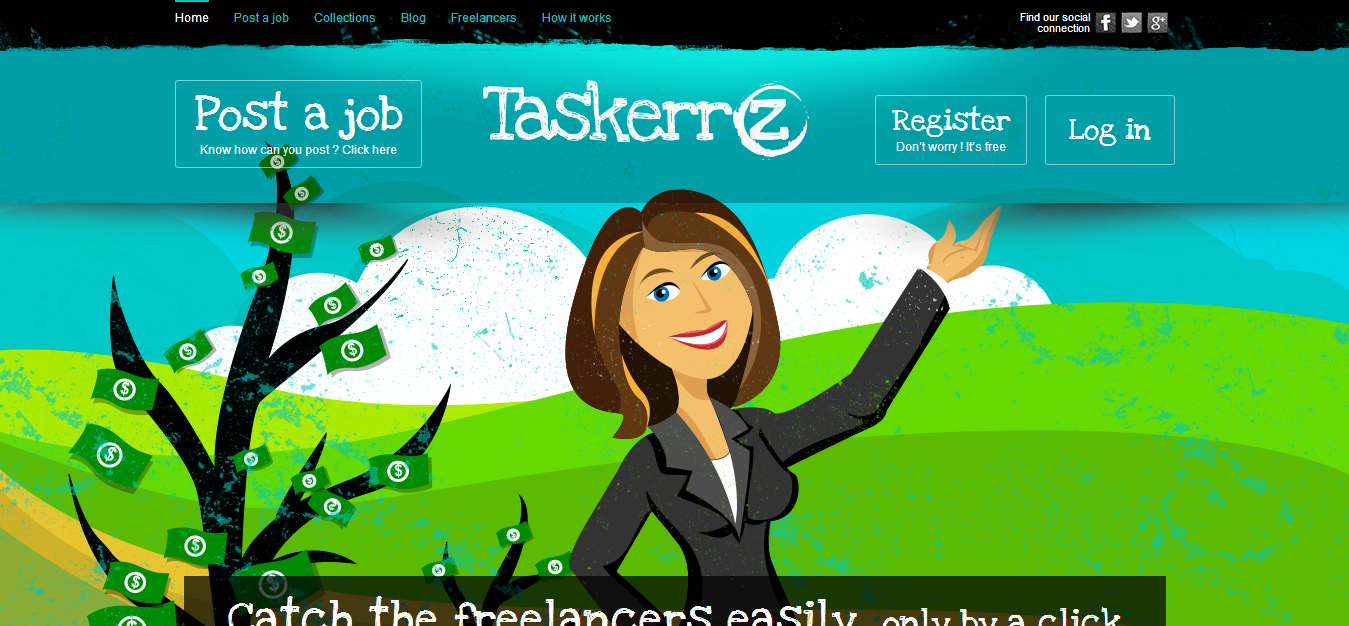 Home Post a job Collections Blog Freelancers How it works
Find our social
connection
Post a job
Know how can you post ? Click here
Taskerrz
Register
Don't worry ! It's free
Log in
Catch the freelancers easily, only by a click